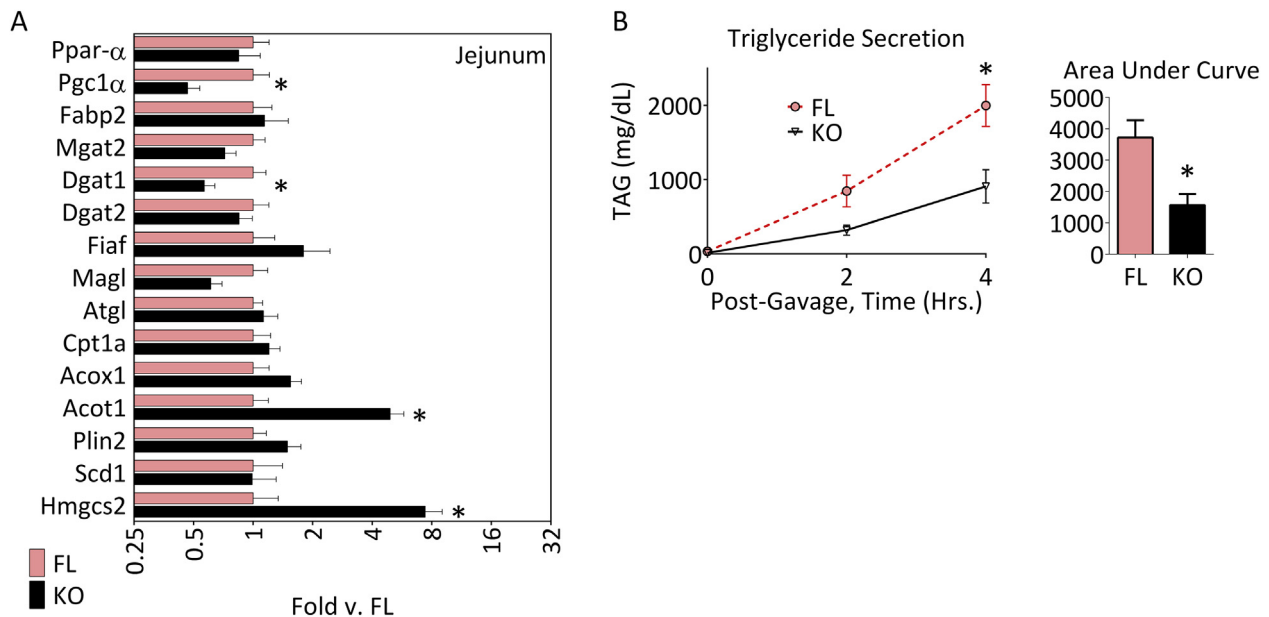 A
Jejunum
Ppar-α
Pgc1α
*
Fabp2
Mgat2
Dgat1
*
Dgat2
Fiaf
Magl
Atgl
Cpt1a
Acox1
Acot1
*
Plin2
Scd1
Hmgcs2
*
0.25 0.5 1 2 4 8 16 32
FL
KO
Fold v. FL
B
Triglyceride Secretion
*
FL
KO
TAG (mg/dL)
2000
1000
0
0 2 4
Post-Gavage, Time (Hrs.)
Area Under Curve
5000
4000
3000
2000
1000
0
*
FL KO